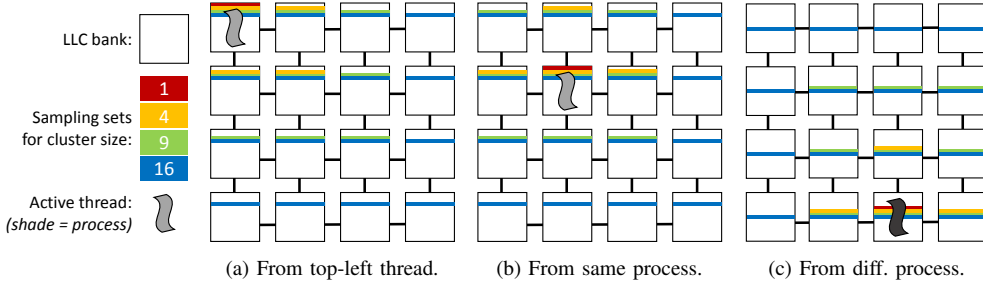 LLC bank:
1
Sampling sets
for cluster size:
4
9
16
Active thread:
(shade = process)
(a) From top-left thread.
(b) From same process.
(c) From diff. process.